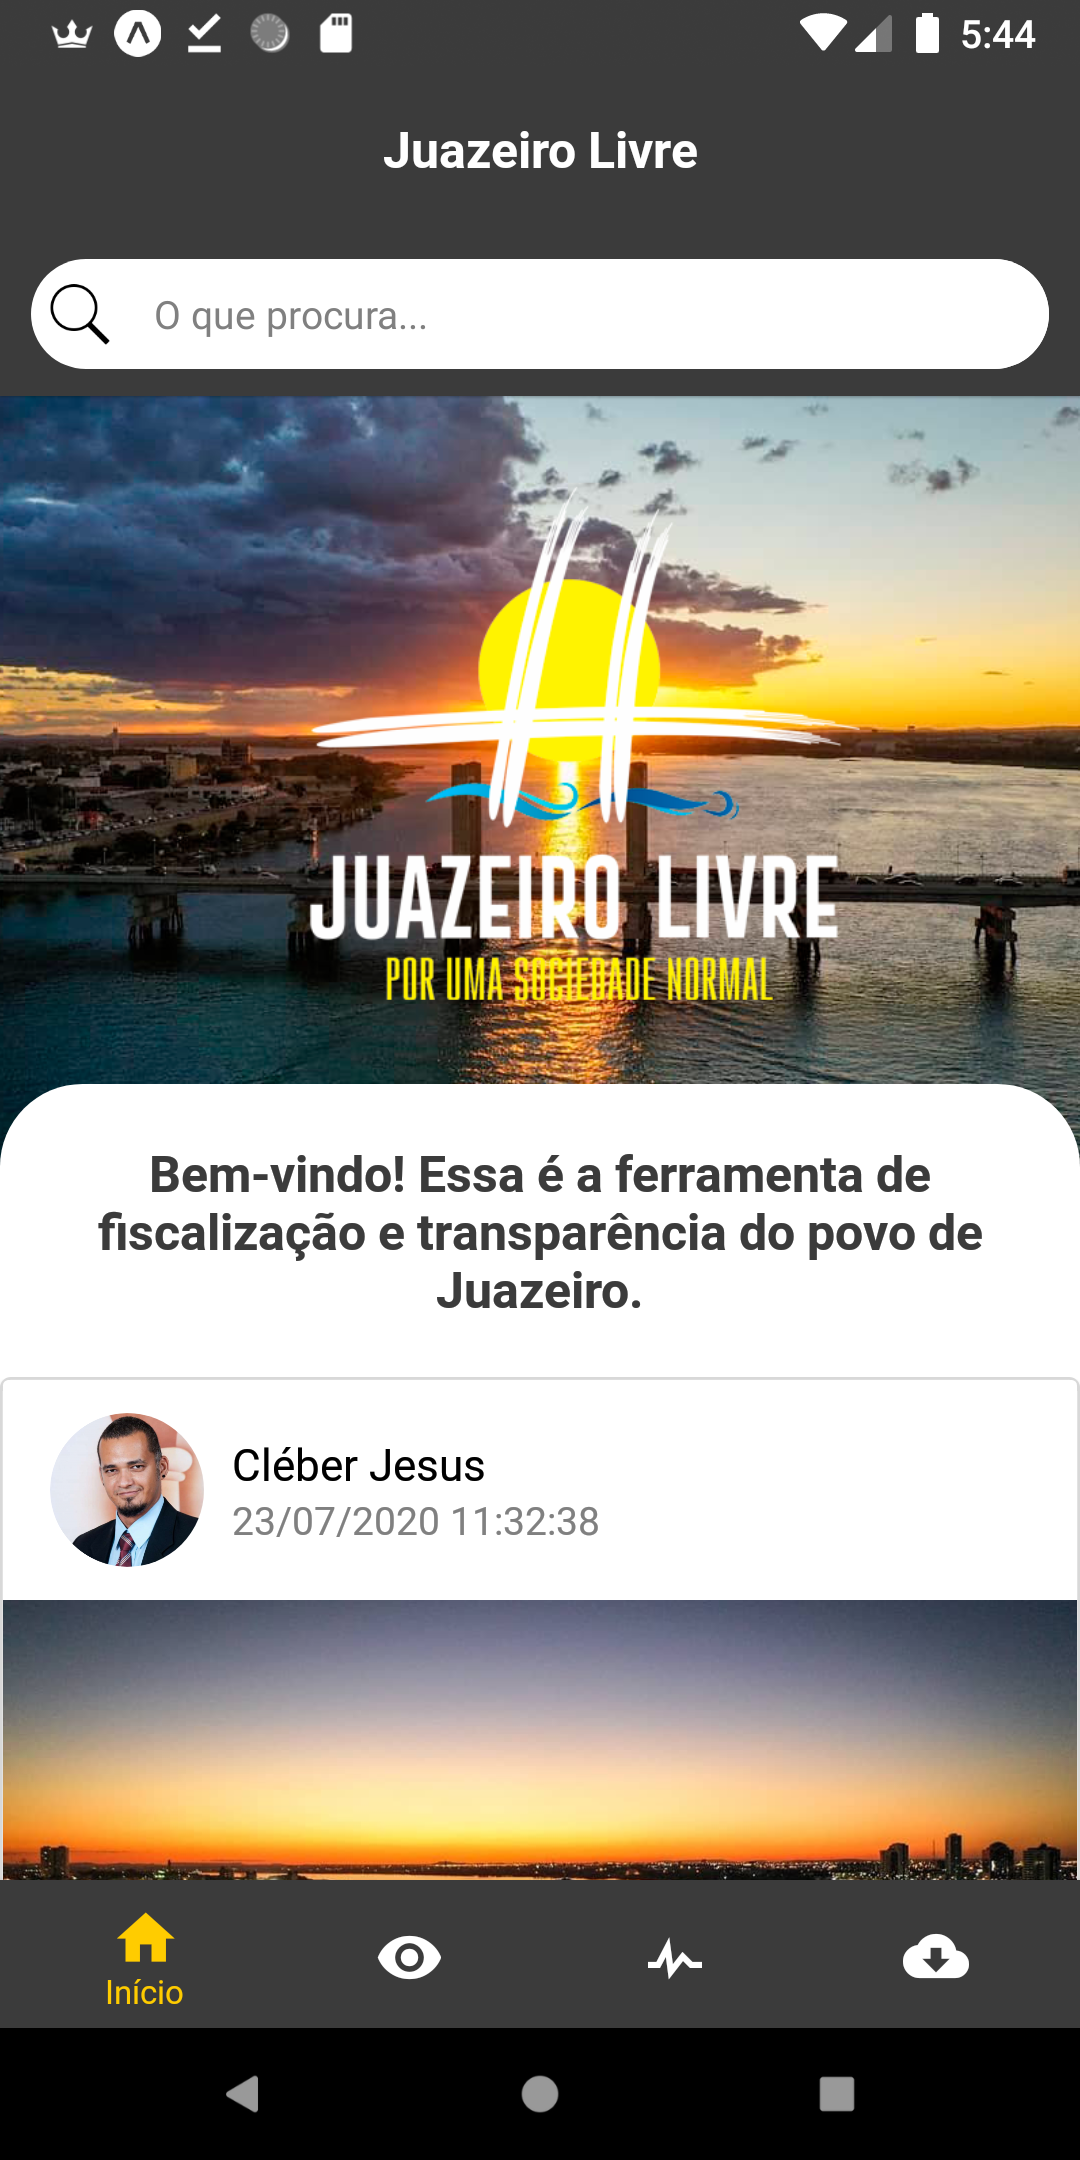 5:44
Juazeiro Livre
O que procura...
JUAZEIRO LIVRE
POR UMA SOCIEDADE NORMAL
Bem-vindo! Essa é a ferramenta de
fiscalização e transparência do povo de
Juazeiro.
Cléber Jesus
23/07/2020 11:32:38
Início